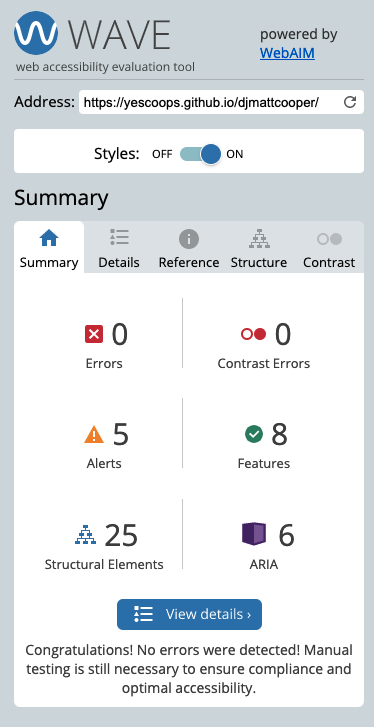 WAVE
web accessibility evaluation tool
powered by
WebAIM
Address: https://yescoops.github.io/djmattcooper/
Styles: OFF ON
Summary
Summary Details Reference Structure Contrast
0 0
Errors Contrast Errors
5 8
Alerts Features
25 6
Structural Elements ARIA
View details ›
Congratulations! No errors were detected! Manual
testing is still necessary to ensure compliance and
optimal accessibility.